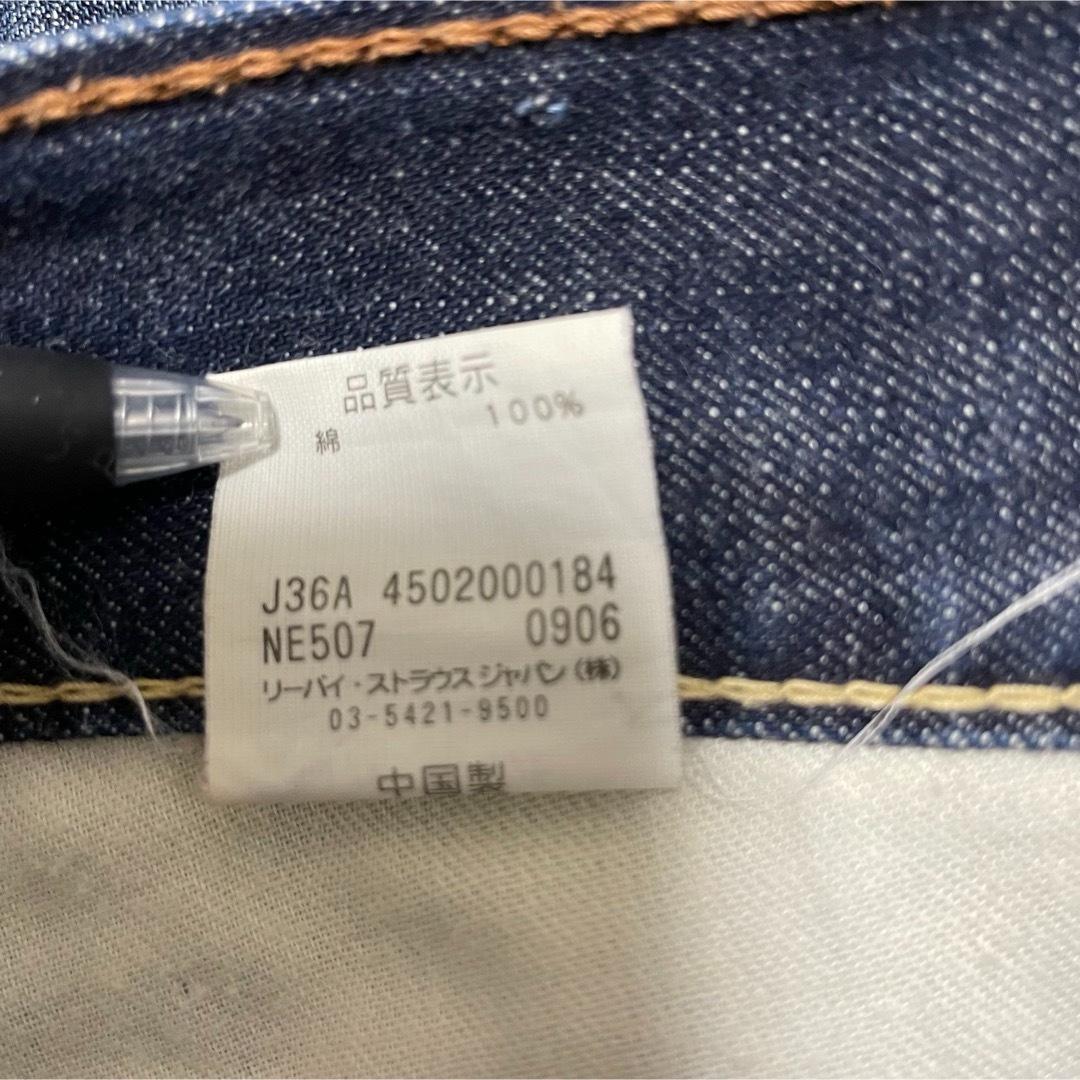 品質表示
綿 100%
J36A 4502000184
NE507 0906
リーバイ・ストラウス ジャパン(株)
03-5421-9500
中国製